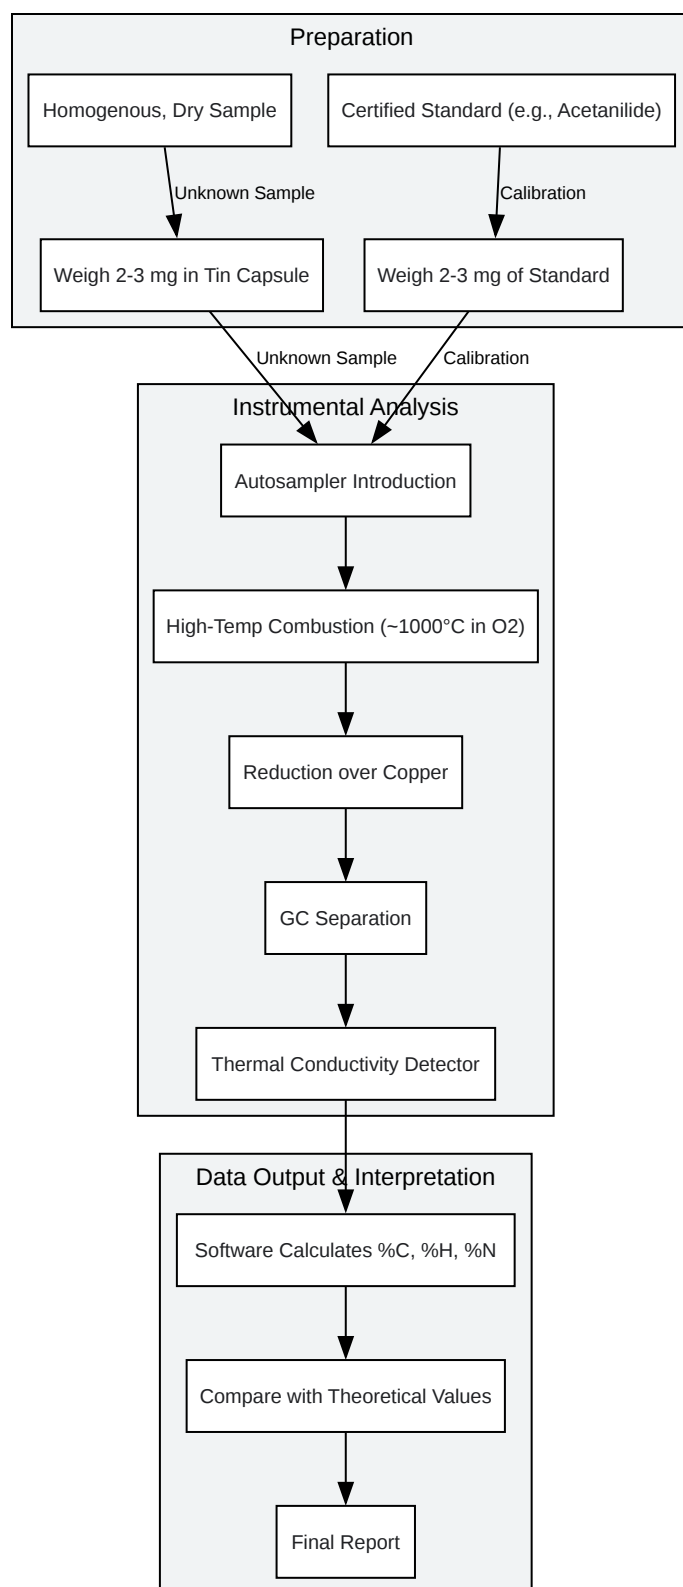 Preparation
Homogenous, Dry Sample
Certified Standard (e.g., Acetanilide)
Unknown Sample
Calibration
Weigh 2-3 mg in Tin Capsule
Weigh 2-3 mg of Standard
Unknown Sample
Calibration
Instrumental Analysis
Autosampler Introduction
High-Temp Combustion (~1000°C in O2)
Reduction over Copper
GC Separation
Thermal Conductivity Detector
Data Output & Interpretation
Software Calculates %C, %H, %N
Compare with Theoretical Values
Final Report